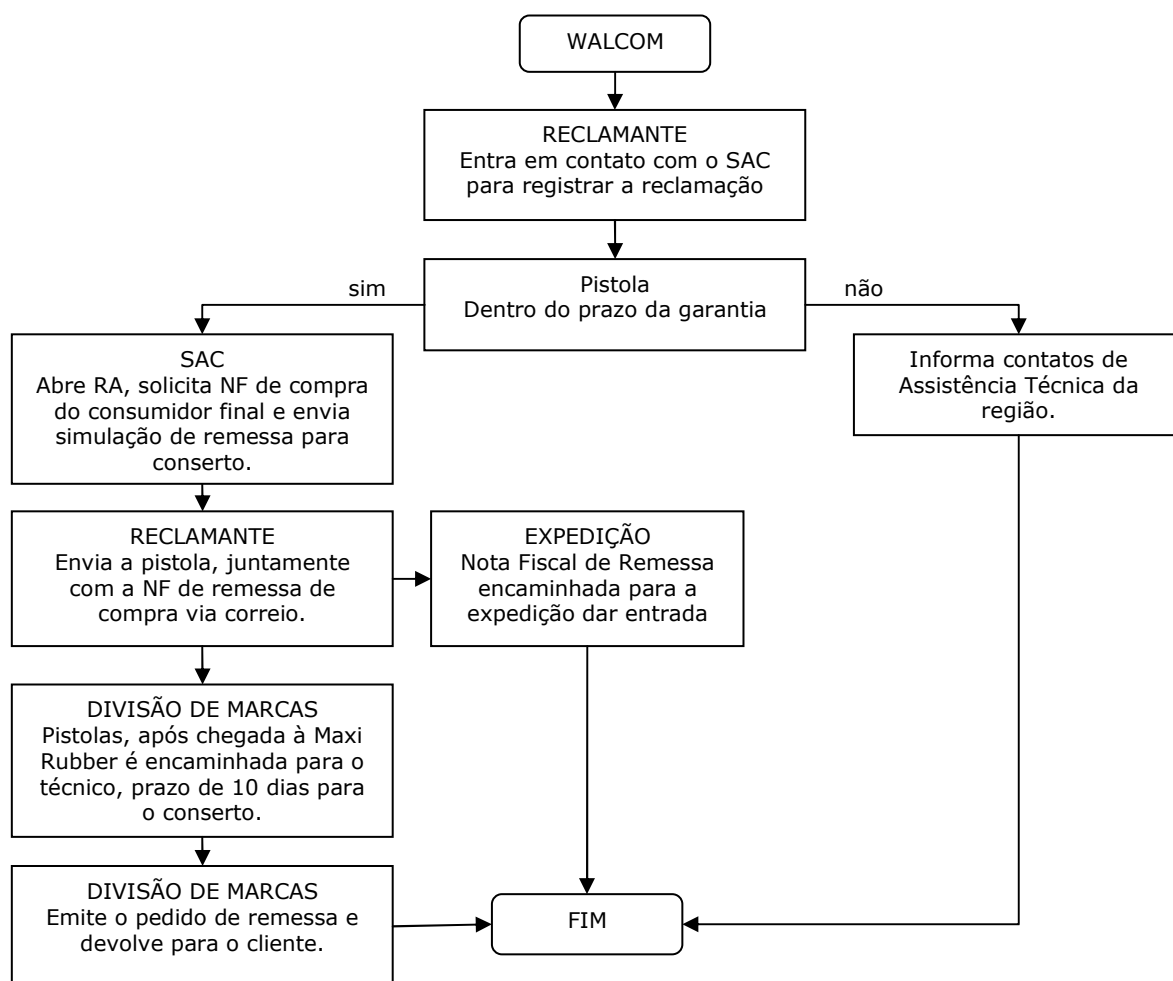 WALCOM
RECLAMANTE
Entra em contato com o SAC
para registrar a reclamação
Pistola
Dentro do prazo da garantia
sim
não
SAC
Abre RA, solicita NF de compra
do consumidor final e envia
simulação de remessa para
conserto.
Informa contatos de
Assistência Técnica da
região.
RECLAMANTE
Envia a pistola, juntamente
com a NF de remessa de
compra via correio.
EXPEDIÇÃO
Nota Fiscal de Remessa
encaminhada para a
expedição dar entrada
DIVISÃO DE MARCAS
Pistolas, após chegada à Maxi
Rubber é encaminhada para o
técnico, prazo de 10 dias para
o conserto.
DIVISÃO DE MARCAS
Emite o pedido de remessa e
devolve para o cliente.
FIM